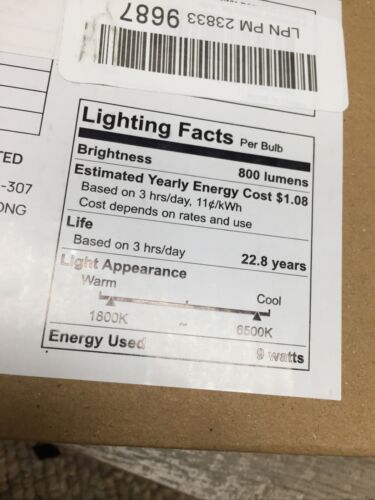 LPN PM 23833
9687
TED
-307
ONG
Lighting Facts Per Bulb
Brightness 800 lumens
Estimated Yearly Energy Cost $1.08
Based on 3 hrs/day, 11¢/kWh
Cost depends on rates and use
Life
Based on 3 hrs/day 22.8 years
Light Appearance
Warm Cool
1800K ~ 6500K
Energy Used 9 watts